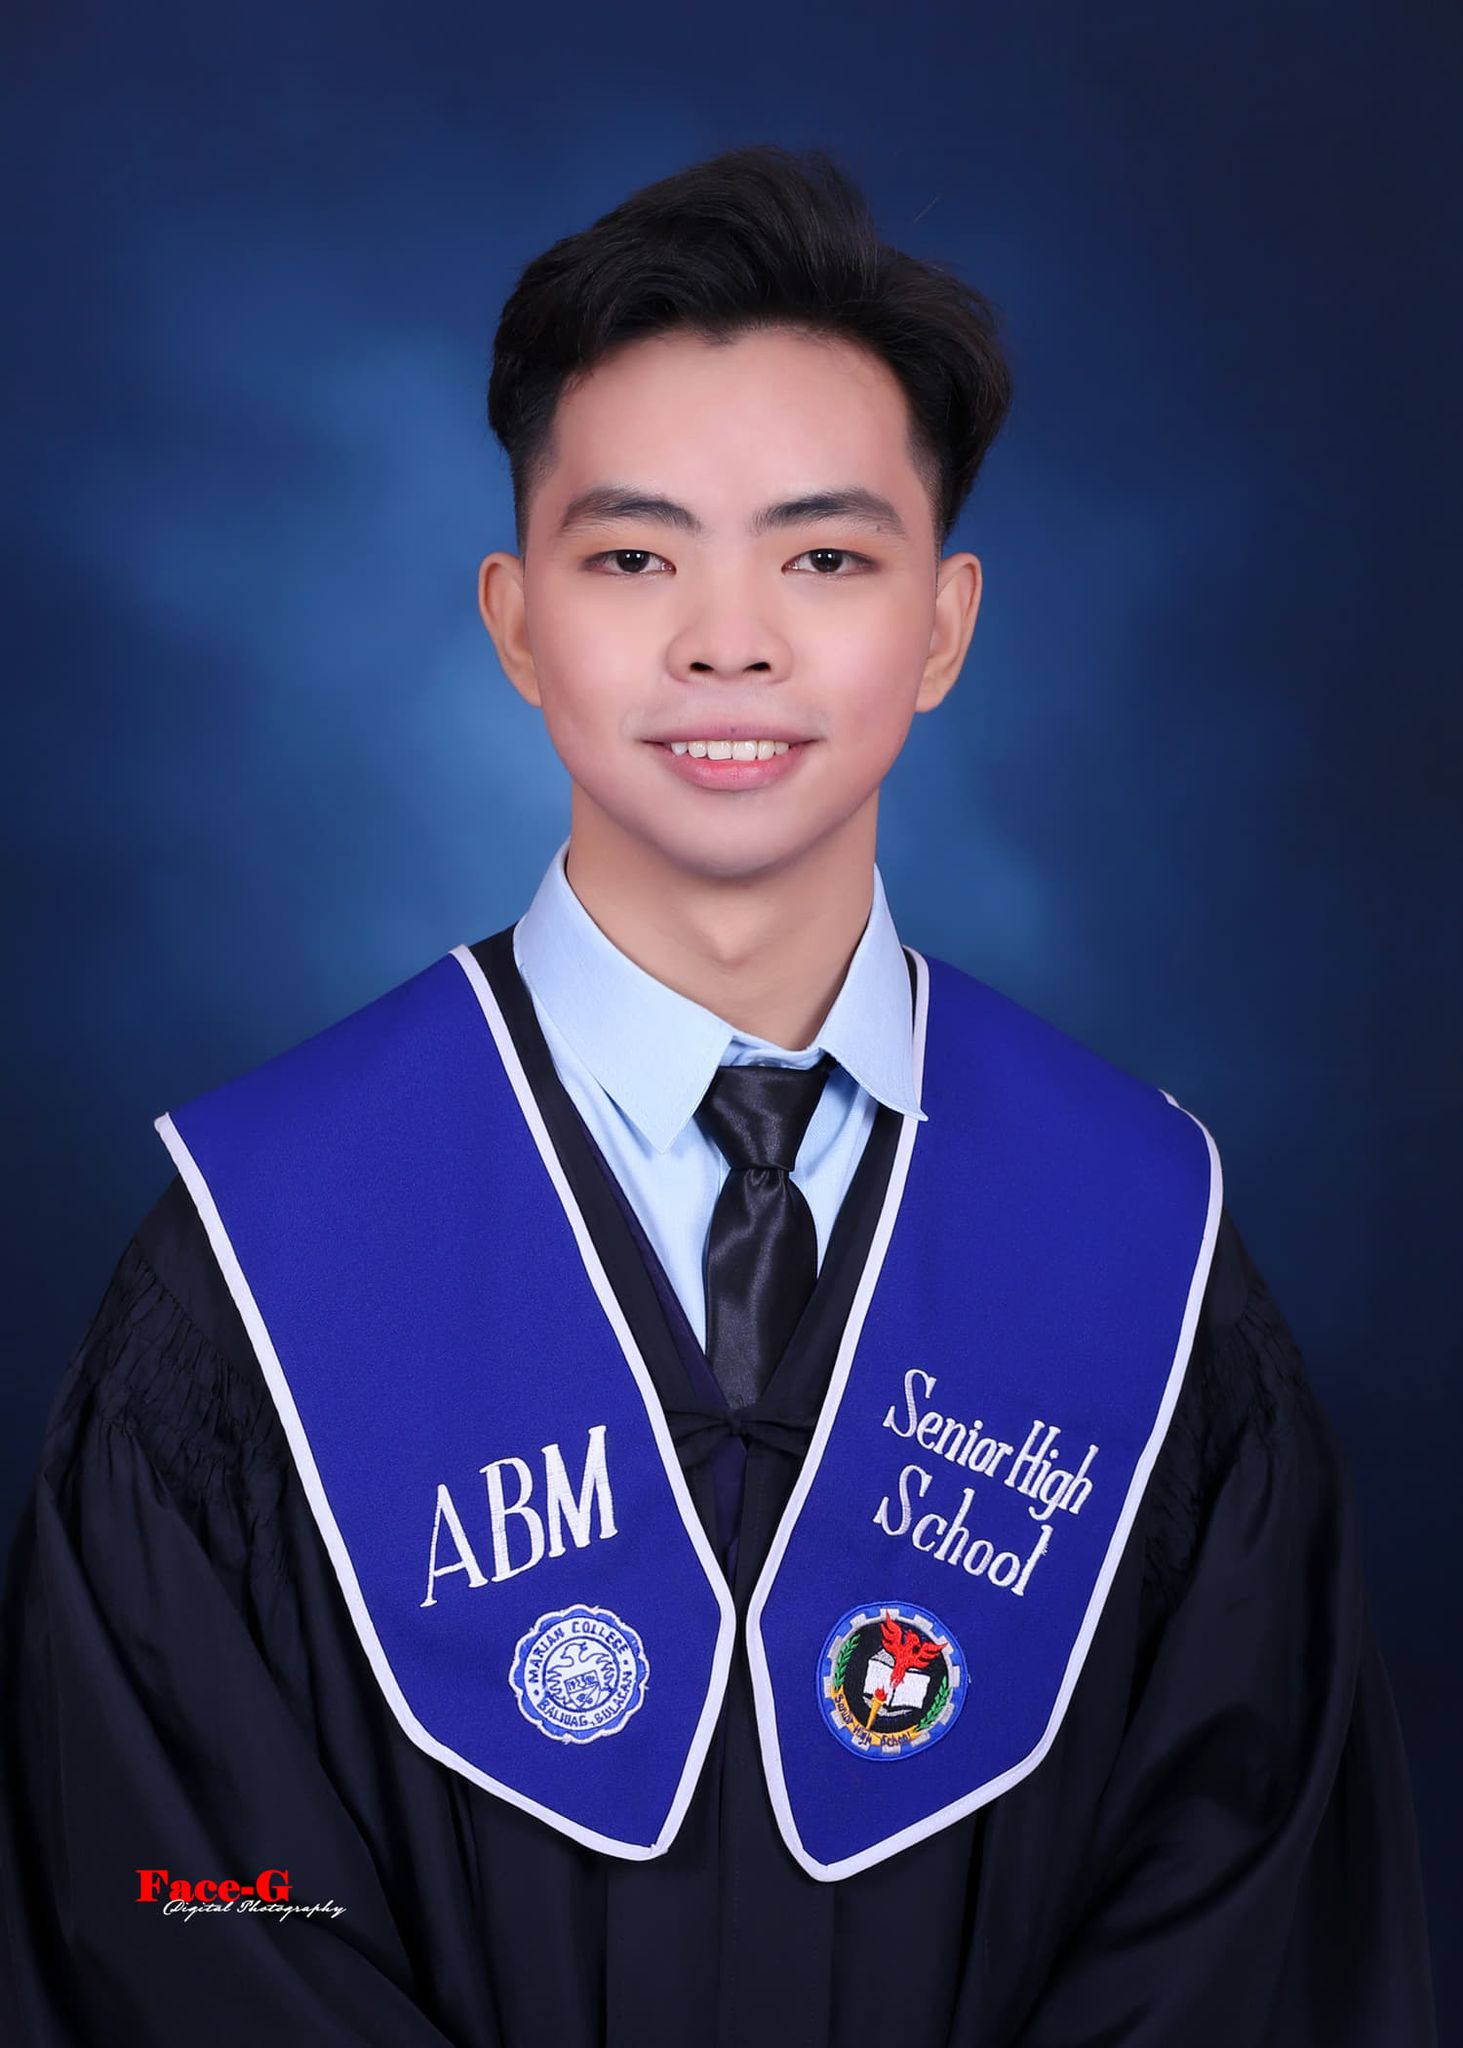 ABM
Senior High
School
MARIAN COLLEGE
BALIUAG, BULACAN
Senior High School
Face-G
Digital Photography